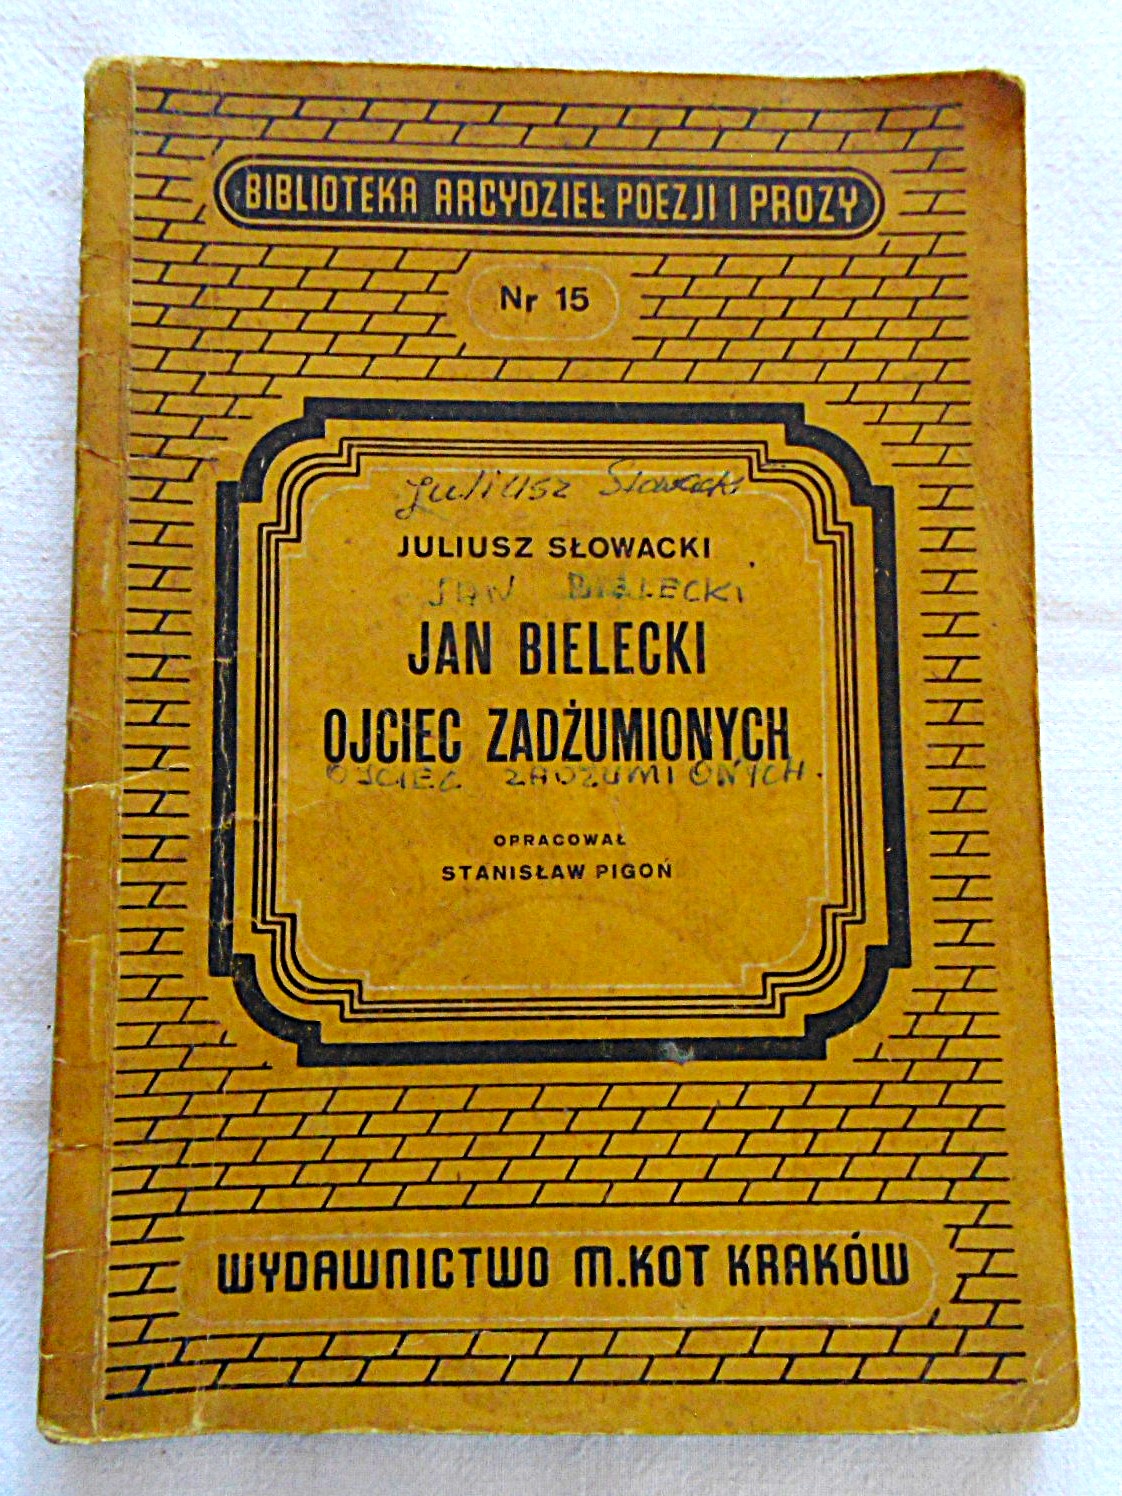 BIBLIOTEKA ARCYDZIEŁ POEZJI I PROZY
Nr 15
Juliusz Słowacki
JULIUSZ SŁOWACKI
JAN BIELECKI
JAN BIELECKI
OJCIEC ZADŻUMIONYCH
OJCIEC ZADŻUMIONYCH.
OPRACOWAŁ
STANISŁAW PIGOŃ
WYDAWNICTWO M.KOT KRAKÓW